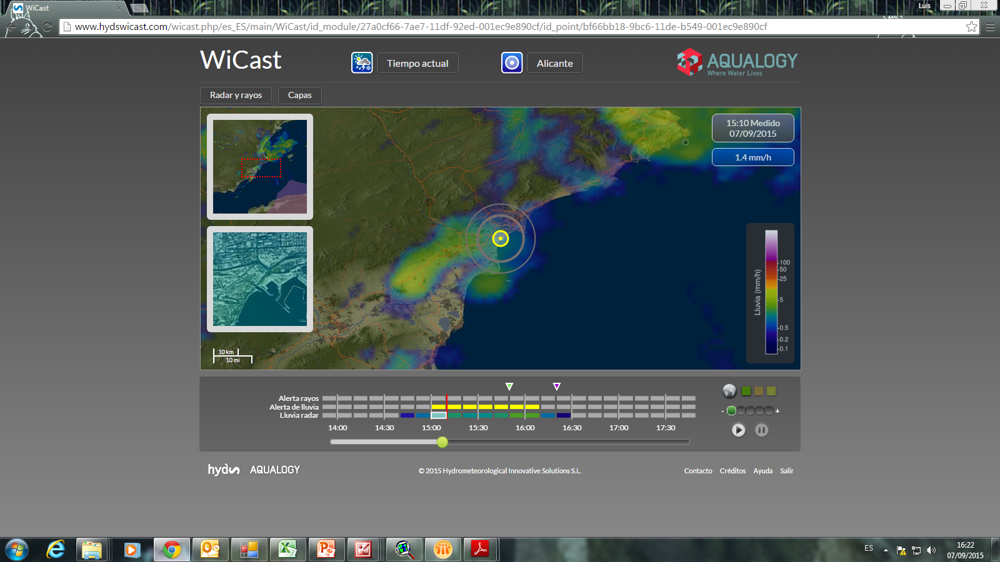 WiCast
Luis
www.hydswicast.com/wicast.php/es_ES/main/WiCast/id_module/27a0cf66-7ae7-11df-92ed-001ec9e890cf/id_point/bf66bb18-9bc6-11de-b549-001ec9e890cf
WiCast
Tiempo actual
Alicante
AQUALOGY
Where Water Lives
Radar y rayos
Capas
15:10 Medido
07/09/2015
1.4 mm/h
Lluvia (mm/h)
100
50
25
5
0.5
0.2
0.1
10 km
10 mi
Alerta rayos
Alerta de lluvia
Lluvia radar
14:00 14:30 15:00 15:30 16:00 16:30 17:00 17:30
- +
hyds AQUALOGY
© 2015 Hydrometeorological Innovative Solutions S.L.
Contacto Créditos Ayuda Salir
ES
16:22
07/09/2015